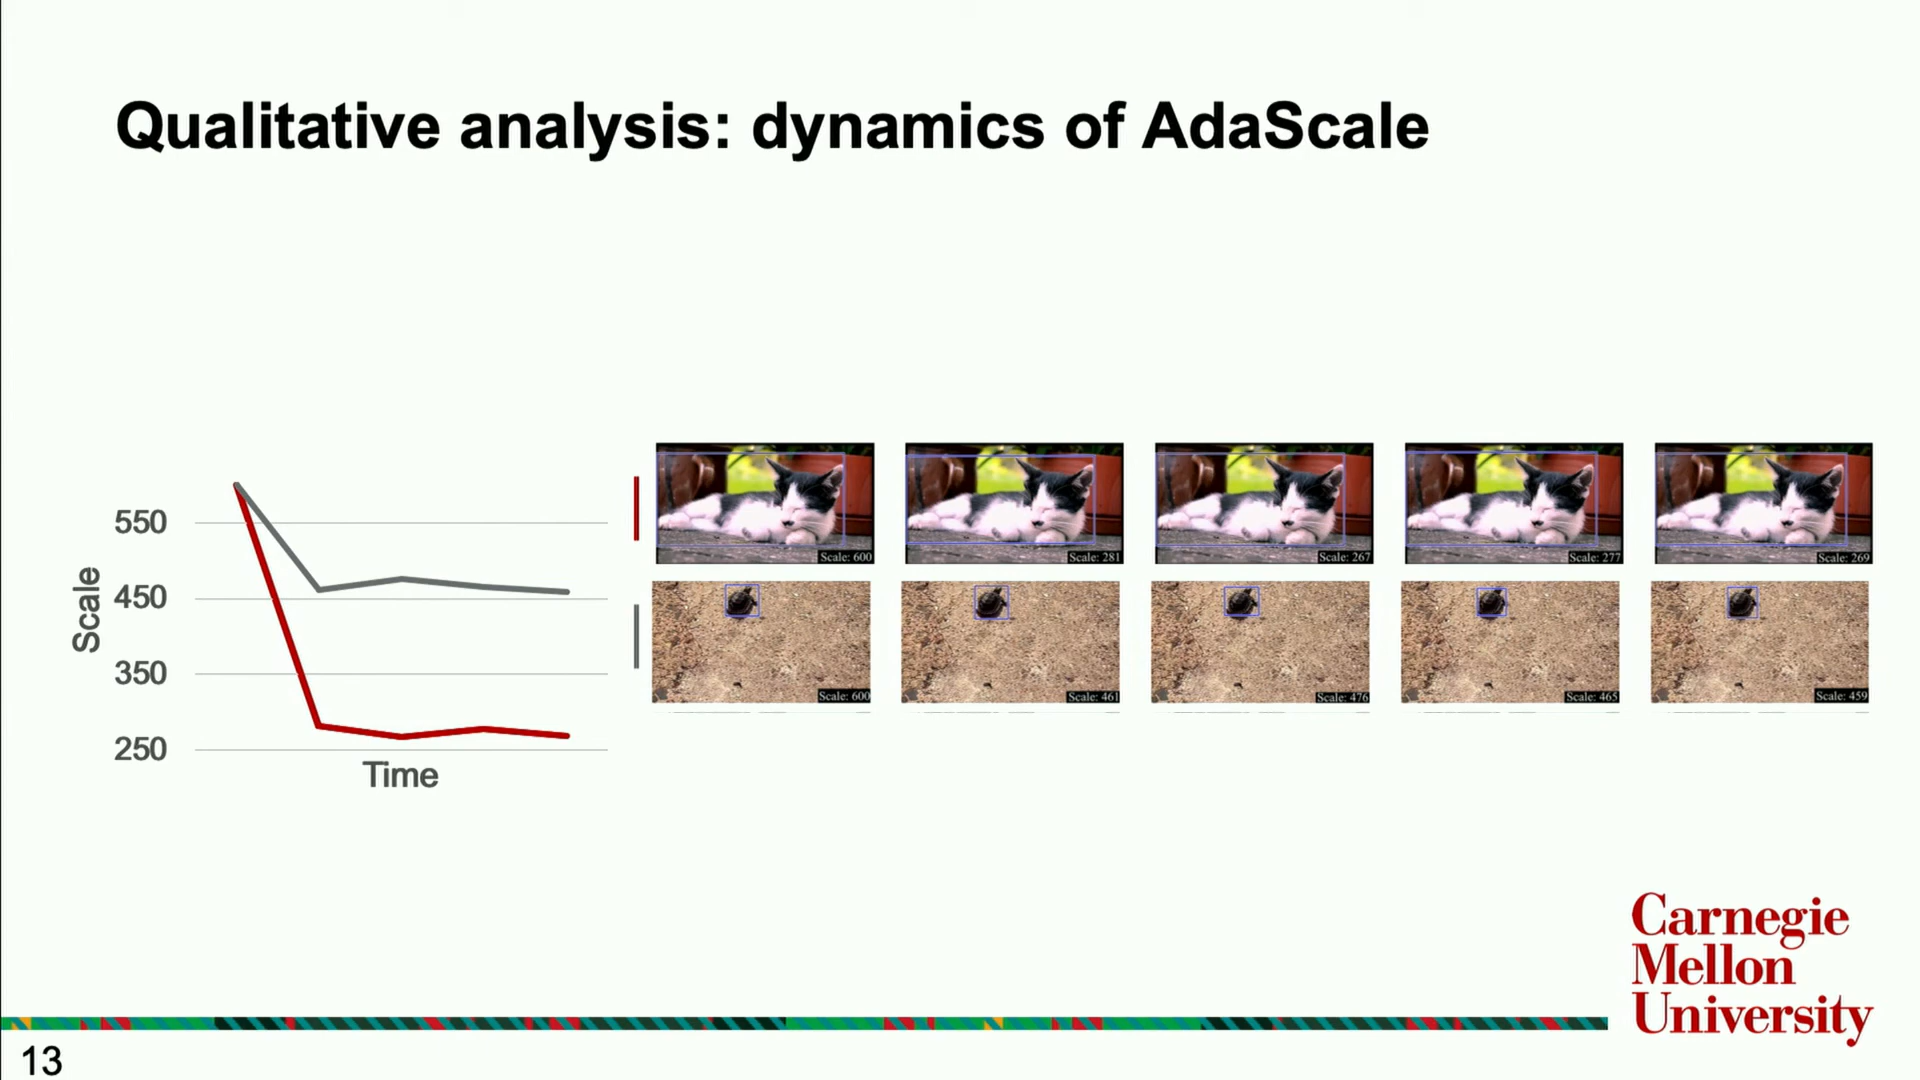 Qualitative analysis: dynamics of AdaScale
550
450
350
250
Scale
Time
Scale: 600
Scale: 281
Scale: 267
Scale: 277
Scale: 269
Scale: 600
Scale: 461
Scale: 476
Scale: 465
Scale: 459
Carnegie
Mellon
University
13